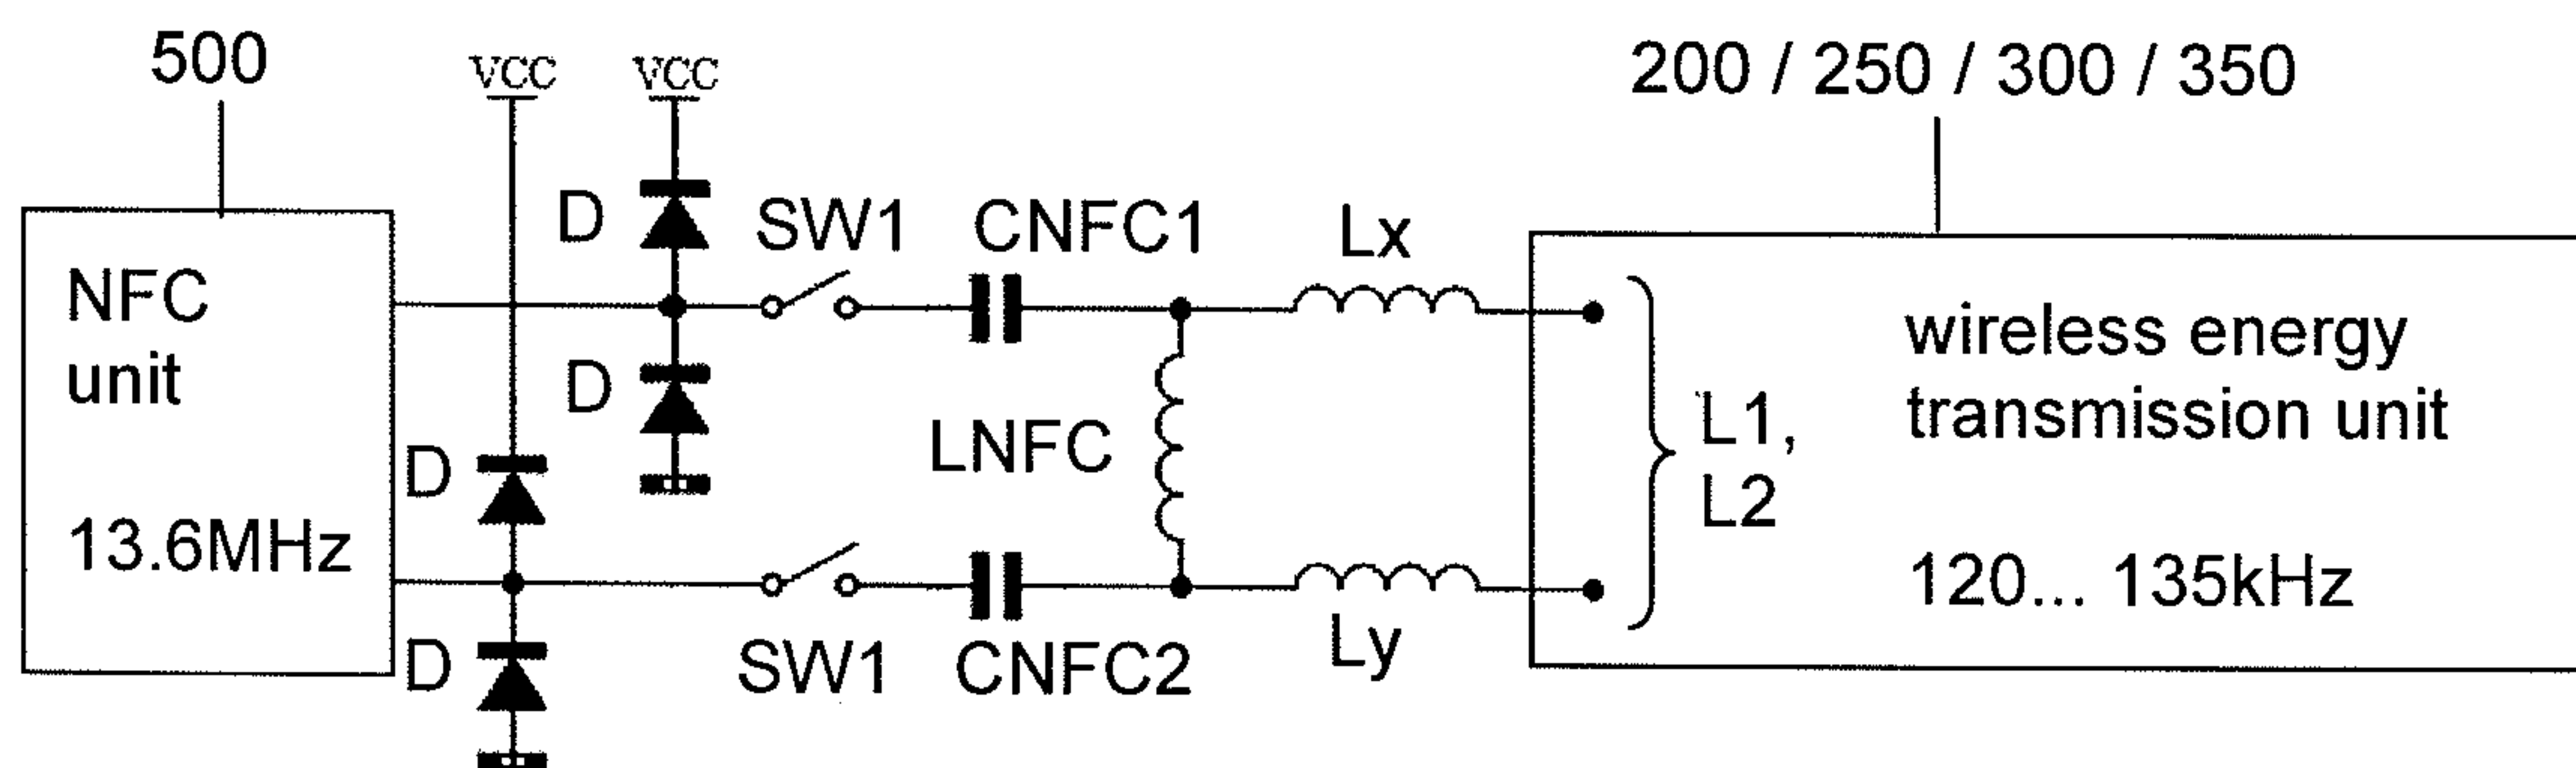 500
VCC
VCC
200 / 250 / 300 / 350
D
SW1
CNFC1
Lx
NFC
unit
13.6MHz
D
LNFC
D
L1,
L2
wireless energy
transmission unit
120... 135kHz
D
SW1
CNFC2
Ly